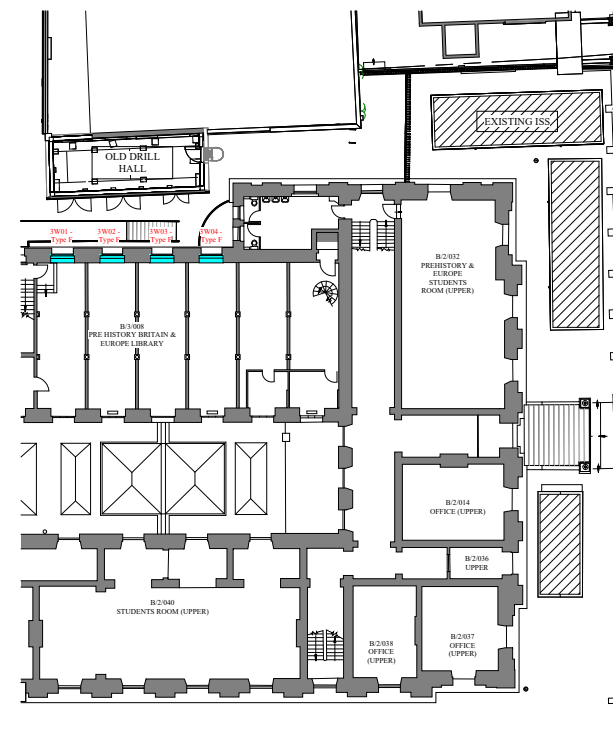 EXISTING ISS
OLD DRILL
HALL
3W01 -
Type F
3W02 -
Type F
3W03 -
Type F
3W04 -
Type F
B/2/032
PREHISTORY &
EUROPE
STUDENTS
ROOM (UPPER)
B/3/008
PRE HISTORY BRITAIN &
EUROPE LIBRARY
B/2/014
OFFICE (UPPER)
B/2/036
UPPER
B/2/040
STUDENTS ROOM (UPPER)
B/2/038
OFFICE
(UPPER)
B/2/037
OFFICE
(UPPER)